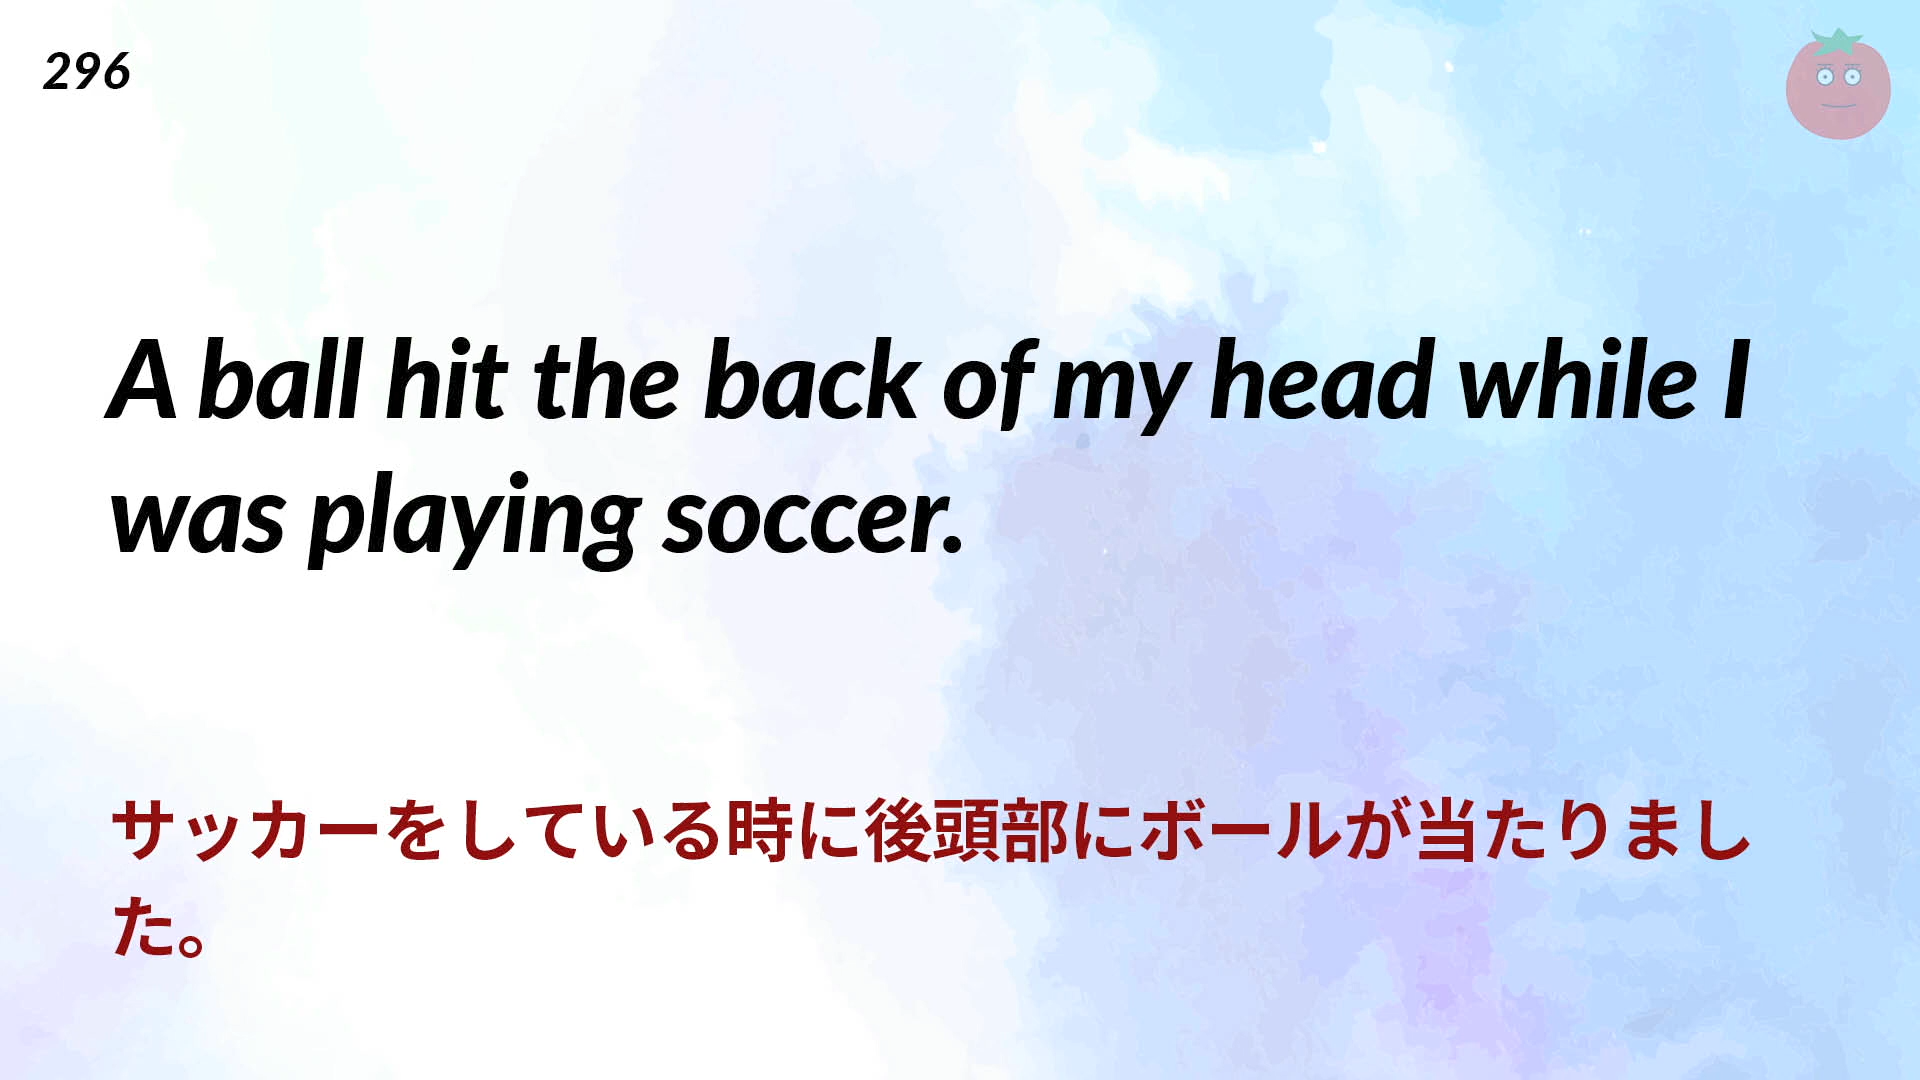 296
A ball hit the back of my head while I
was playing soccer.
サッカーをしている時に後頭部にボールが当たりまし
た。